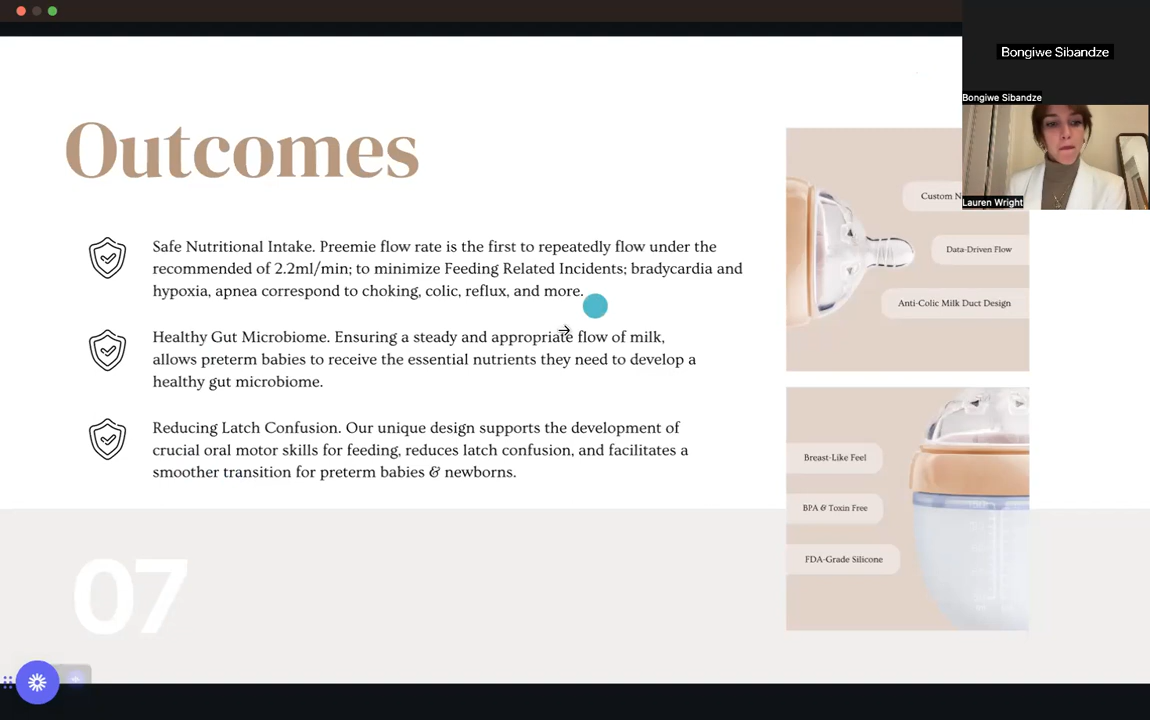 Bongiwe Sibandze
Bongiwe Sibandze
Lauren Wright
Outcomes
Safe Nutritional Intake. Preemie flow rate is the first to repeatedly flow under the
recommended of 2.2ml/min; to minimize Feeding Related Incidents; bradycardia and
hypoxia, apnea correspond to choking, colic, reflux, and more.
Healthy Gut Microbiome. Ensuring a steady and appropriate flow of milk,
allows preterm babies to receive the essential nutrients they need to develop a
healthy gut microbiome.
Reducing Latch Confusion. Our unique design supports the development of
crucial oral motor skills for feeding, reduces latch confusion, and facilitates a
smoother transition for preterm babies & newborns.
Custom
Data-Driven Flow
Anti-Colic Milk Duct Design
Breast-Like Feel
BPA & Toxin Free
FDA-Grade Silicone
07